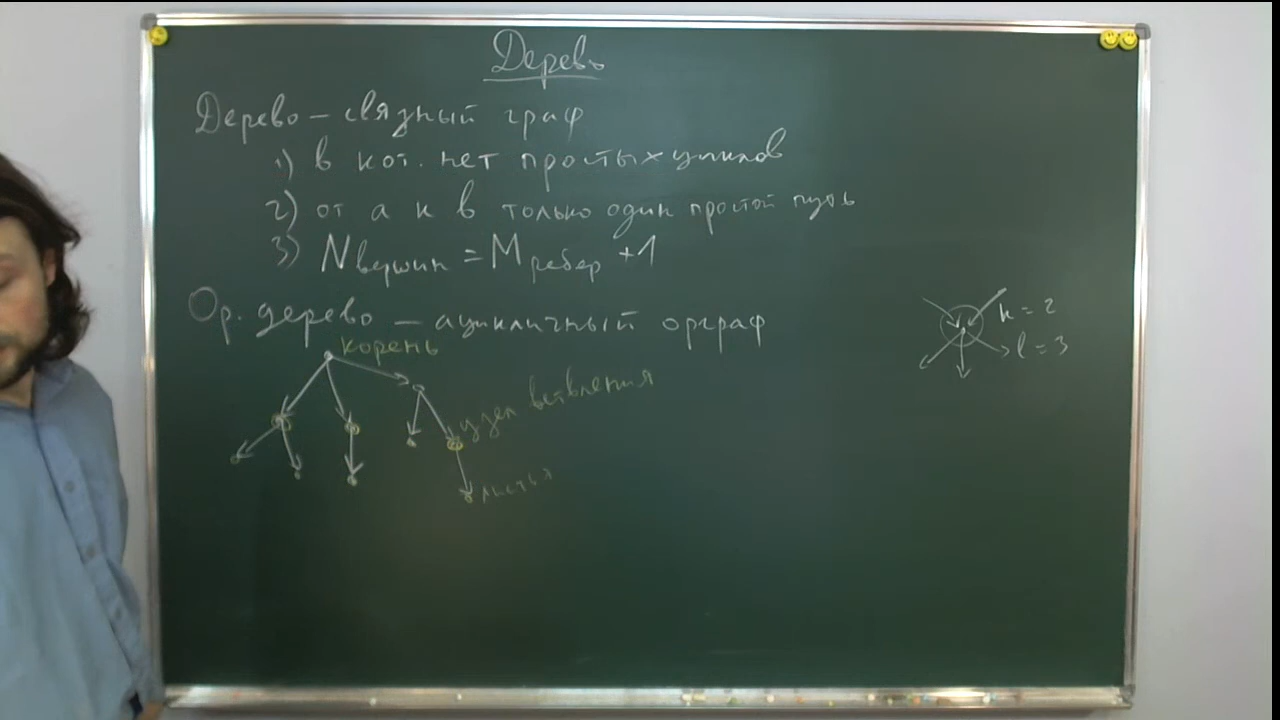 Деревь
Дерево – связный граф
1) в кот. нет простых циклов
2) от a к b только один простой путь
3) N вершин = M ребер +1
Ор. дерево – ацикличный орграф
корень
k = 2
l = 3
узел ветвления
листья